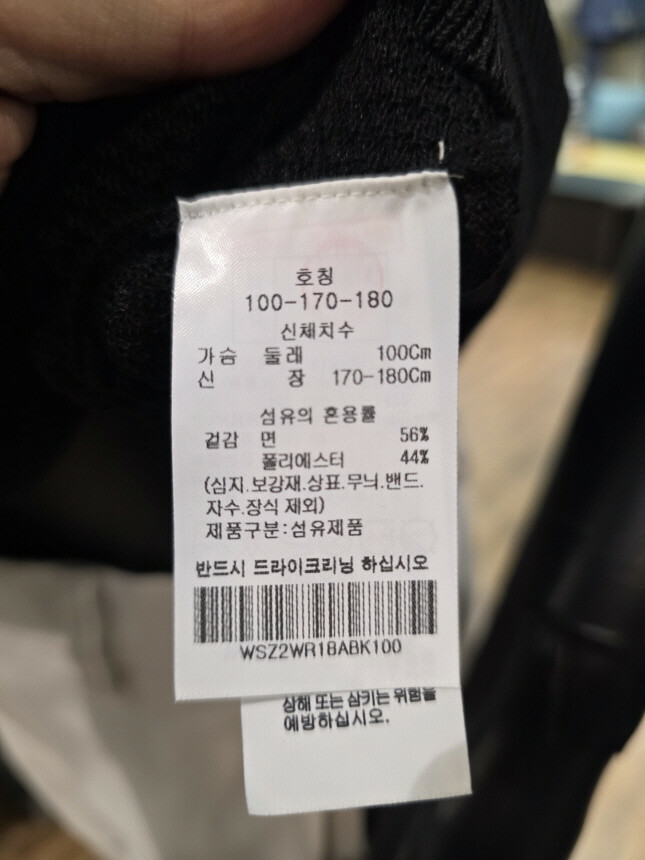 호칭
100-170-180
신체치수
가슴 둘레 100Cm
신 장 170-180Cm
섬유의 혼용률
겉감 면 56%
폴리에스터 44%
(심지.보강재.상표.무늬.밴드.
자수.장식 제외)
제품구분:섬유제품
반드시 드라이크리닝 하십시오
WSZ2WR18ABK100
상해 또는 삼키는 위험을
예방하십시오.